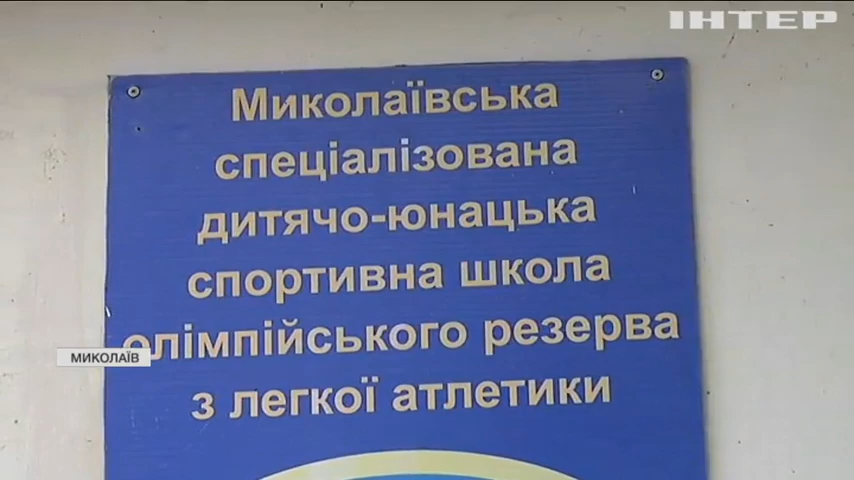 ІНТЕР
Миколаївська
спеціалізована
дитячо-юнацька
спортивна школа
олімпійського резерва
МИКОЛАЇВ
з легкої атлетики